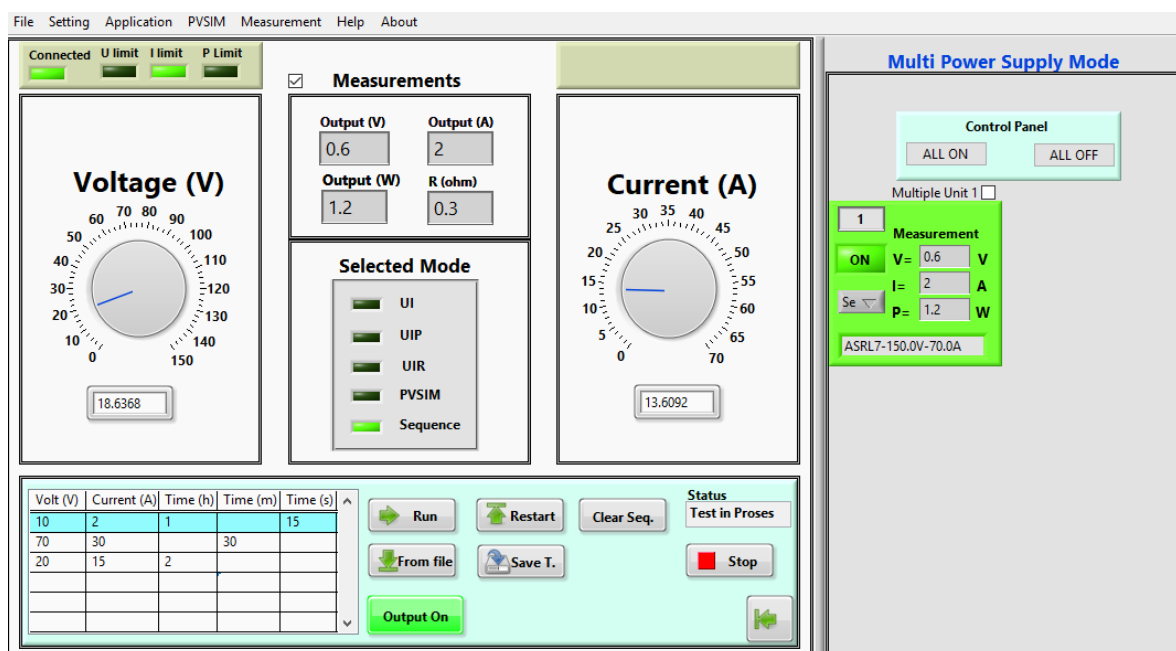 File Setting Application PVSIM Measurement Help About
Connected U limit I limit P Limit
Measurements
Output (V) Output (A)
0.6 2
Output (W) R (ohm)
1.2 0.3
Voltage (V)
0 10 20 30 40 50 60 70 80 90 100 110 120 130 140 150
18.6368
Selected Mode
UI
UIP
UIR
PVSIM
Sequence
Current (A)
0 5 10 15 20 25 30 35 40 45 50 55 60 65 70
13.6092
Volt (V) Current (A) Time (h) Time (m) Time (s)
10 2 1 15
70 30 30
20 15 2
Run Restart Clear Seq.
From file Save T.
Output On
Status
Test in Proses
Stop
Multi Power Supply Mode
Control Panel
ALL ON ALL OFF
Multiple Unit 1
1
Measurement
ON V= 0.6 V
I= 2 A
Se P= 1.2 W
ASRL7-150.0V-70.0A